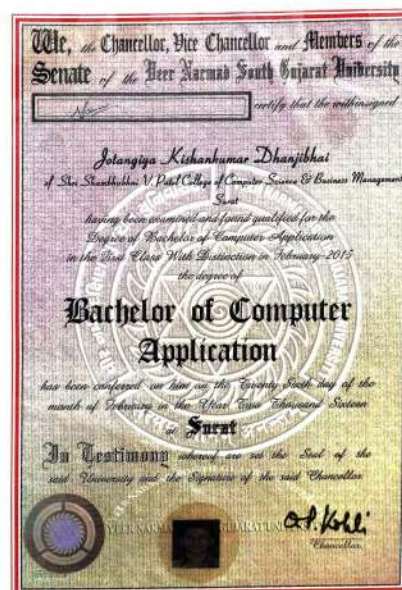 We, the Chancellor, Vice Chancellor and Members of the
Senate of the Veer Narmad South Gujarat University
certify that the withinsigned
Jotangiya Kishankumar Dhanjibhai
of Shri Shambhubhai V. Patel College of Computer Science & Business Management
Surat
having been examined and found qualified for the
Degree of Bachelor of Computer Application
in the First Class With Distinction in February-2015
the degree of
Bachelor of Computer
Application
has been conferred on him on the Twenty Sixth day of the
month of February in the Year Two Thousand Sixteen
at Surat
In Testimony whereof are set the Seal of the
said University and the Signature of the said Chancellor
O.P. Kohli
Chancellor